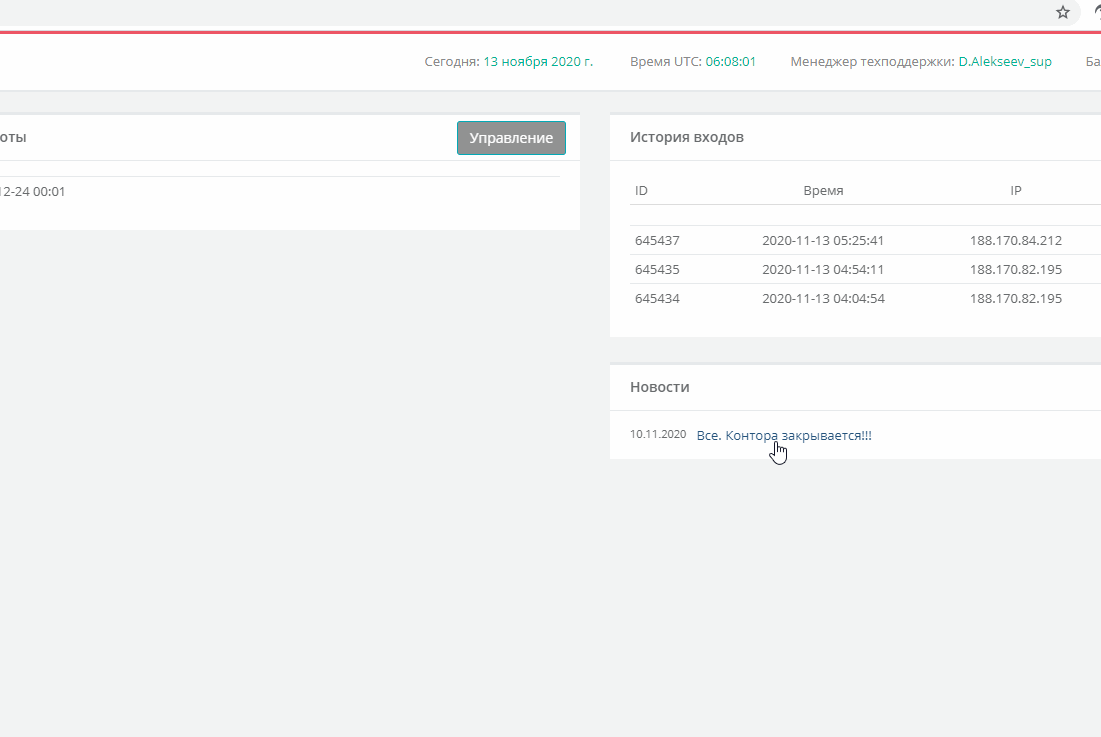 Сегодня: 13 ноября 2020 г. Время UTC: 06:08:01 Менеджер техподдержки: D.Alekseev_sup Ба
оты
Управление
12-24 00:01
История входов
ID Время IP
645437 2020-11-13 05:25:41 188.170.84.212
645435 2020-11-13 04:54:11 188.170.82.195
645434 2020-11-13 04:04:54 188.170.82.195
Новости
10.11.2020 Все. Контора закрывается!!!